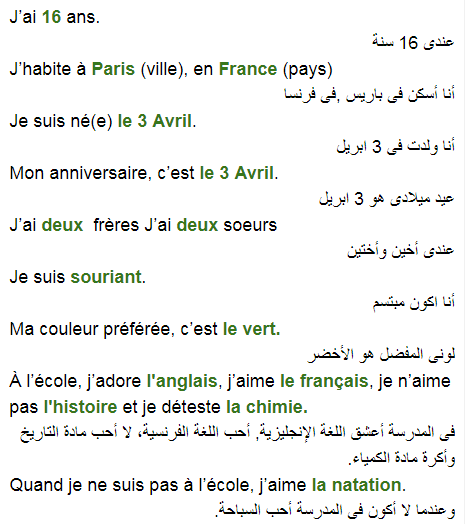 J'ai 16 ans.
عندى 16 سنة
J'habite à Paris (ville), en France (pays)
أنا أسكن فى باريس ,فى فرنسا
Je suis né(e) le 3 Avril.
أنا ولدت فى 3 ابريل
Mon anniversaire, c'est le 3 Avril.
عيد ميلادى هو 3 ابريل
J'ai deux  frères J'ai deux soeurs
عندى أخين وأختين
Je suis souriant.
أنا اكون مبتسم
Ma couleur préférée, c'est le vert.
لونى المفضل هو الأخضر
À l'école, j'adore l'anglais, j'aime le français, je n'aime
pas l'histoire et je déteste la chimie.
فى المدرسة أعشق اللغة الإنجليزية, أحب اللغة الفرنسية، لا أحب مادة التاريخ
وأكرة مادة الكمياء.
Quand je ne suis pas à l'école, j'aime la natation.
وعندما لا أكون فى المدرسة أحب السباحة.